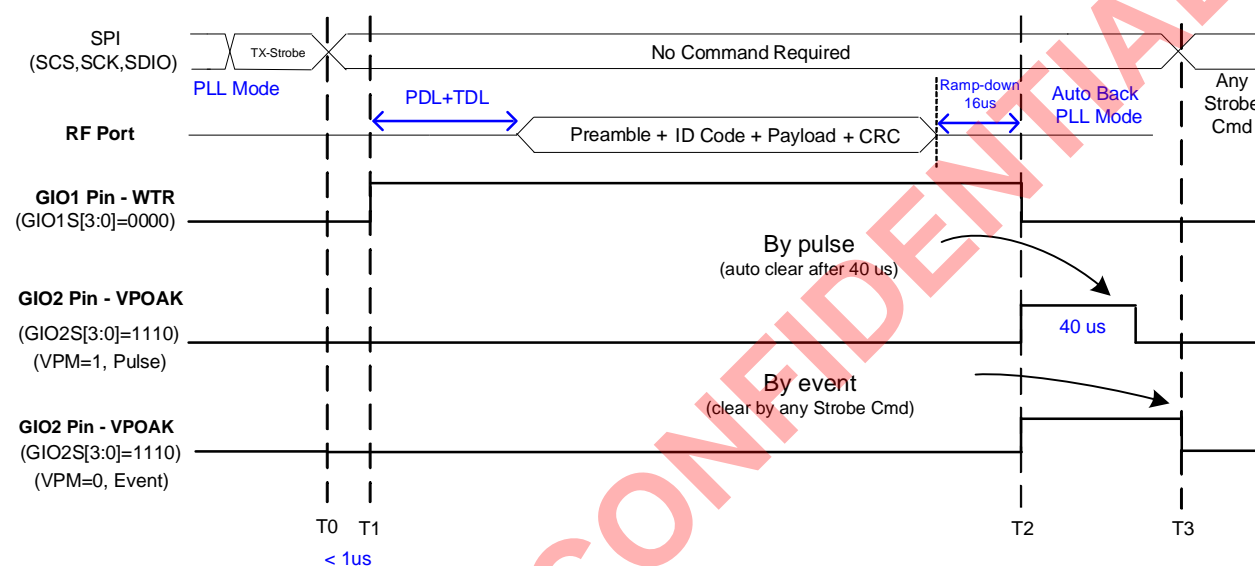 SPI
(SCS,SCK,SDIO)
TX-Strobe
No Command Required
PLL Mode
PDL+TDL
Ramp-down
16us
Auto Back
PLL Mode
Any
Strobe
Cmd
RF Port
Preamble + ID Code + Payload + CRC
GIO1 Pin - WTR
(GIO1S[3:0]=0000)
By pulse
(auto clear after 40 us)
GIO2 Pin - VPOAK
(GIO2S[3:0]=1110)
(VPM=1, Pulse)
40 us
By event
(clear by any Strobe Cmd)
GIO2 Pin - VPOAK
(GIO2S[3:0]=1110)
(VPM=0, Event)
T0
T1
T2
T3
< 1us
CONFIDENTIAL